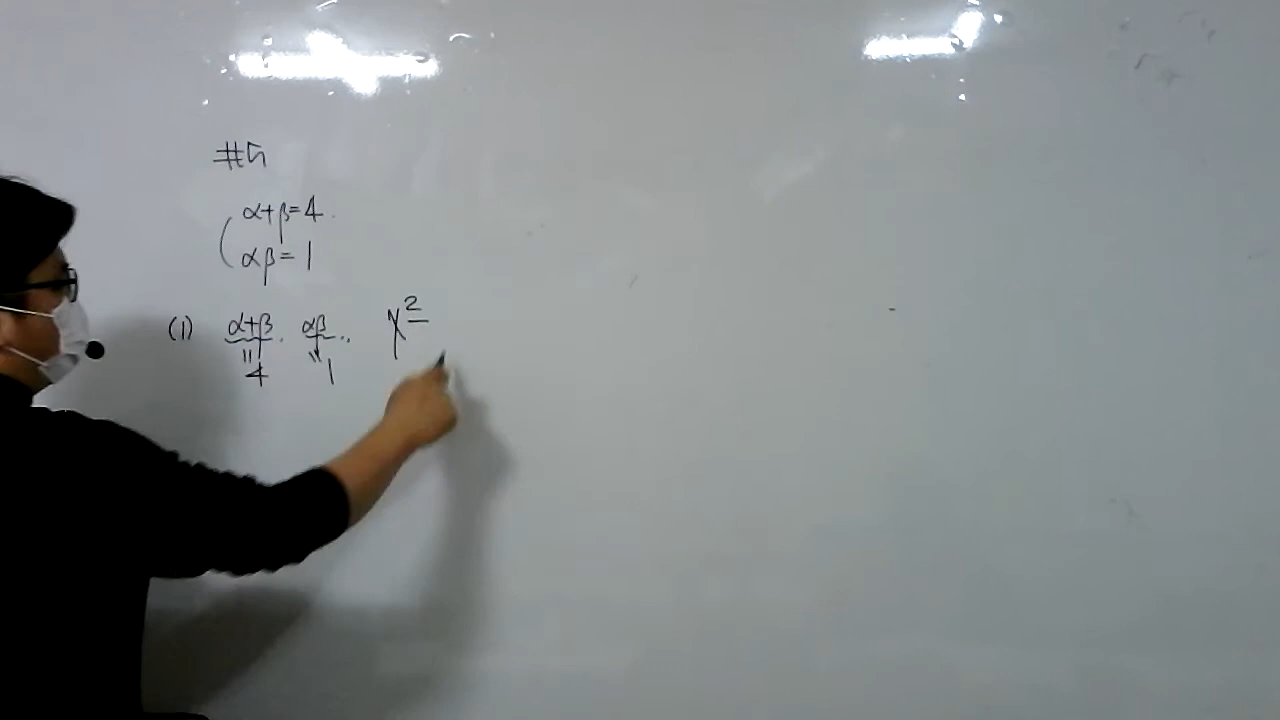 #5
α+β=4
αβ=1
(1) α+β . αβ .. x² -
= =
4 1